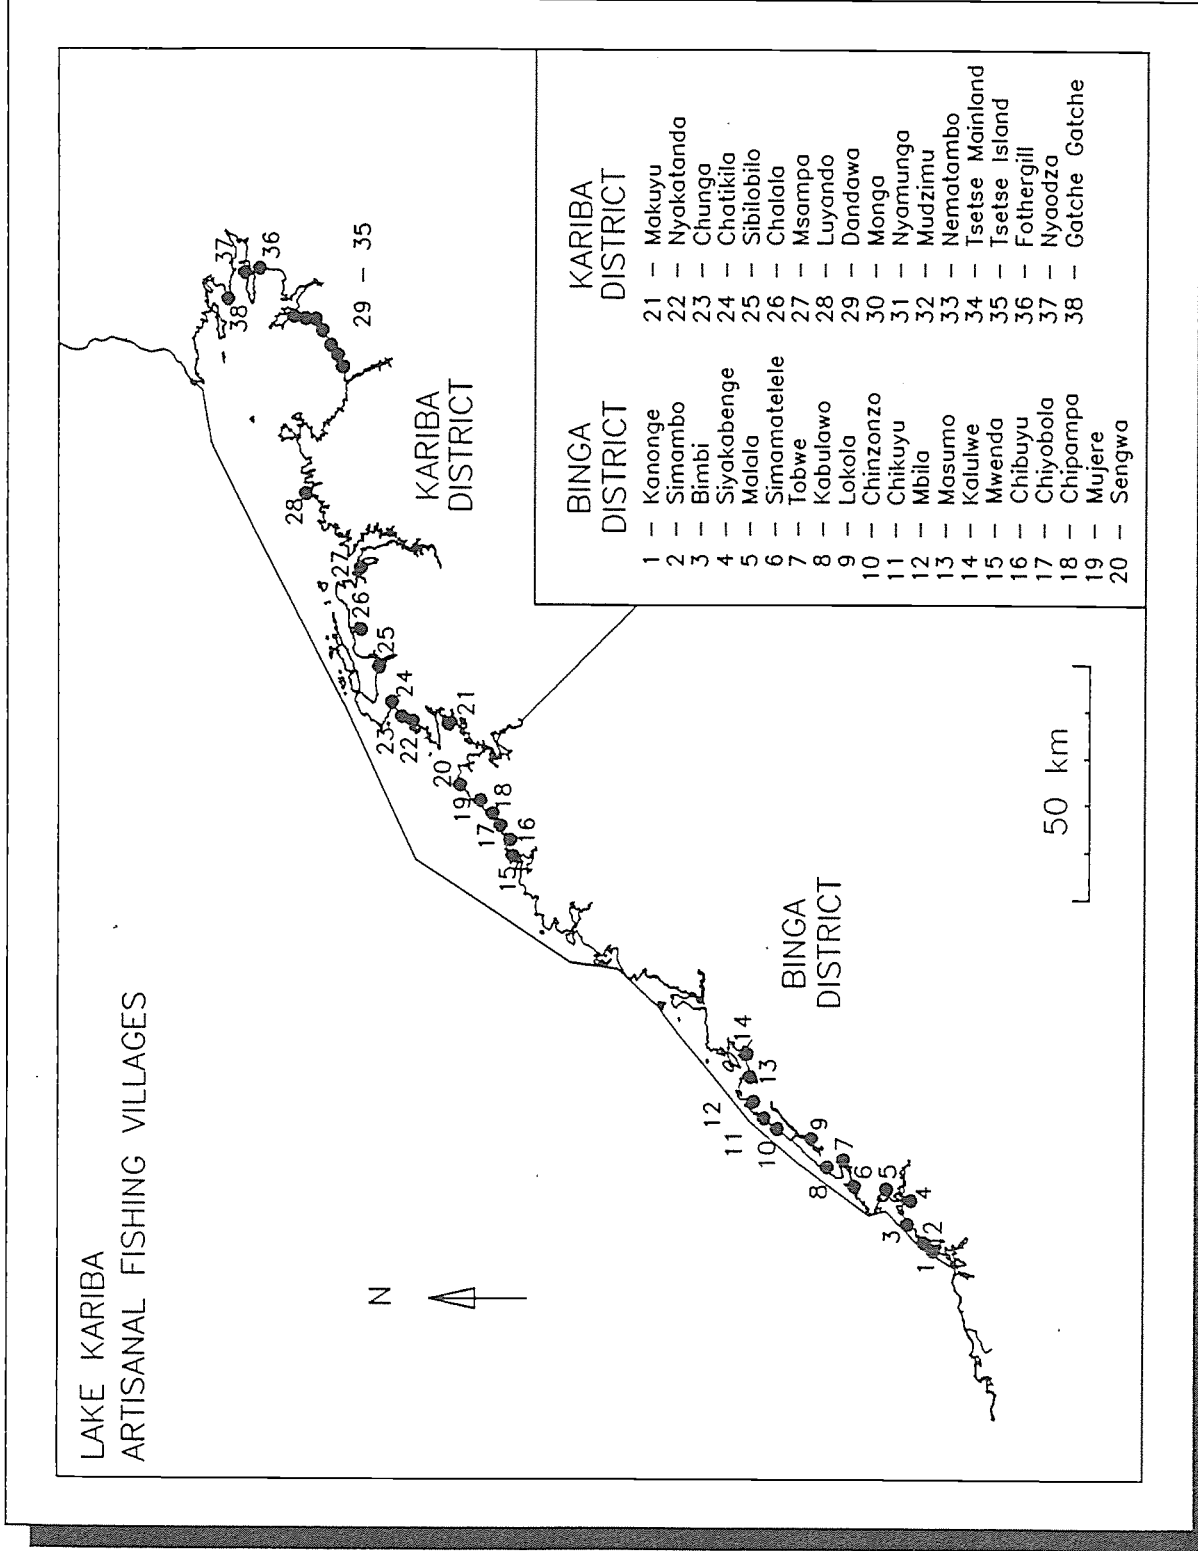 LAKE KARIBA
ARTISANAL FISHING VILLAGES
N
KARIBA
DISTRICT
BINGA
DISTRICT
50 km
1
2
3
4
5
6
7
8
9
10
11
12
13
14
15
16
17
18
19
20
21
22
23
24
25
26
27
28
29 – 35
36
37
38
BINGA
DISTRICT
1 – Kanonge
2 – Simambo
3 – Bimbi
4 – Siyakabenge
5 – Malala
6 – Simamatelele
7 – Tobwe
8 – Kabulawo
9 – Lokola
10 – Chinzonzo
11 – Chikuyu
12 – Mbila
13 – Masumo
14 – Kalulwe
15 – Mwenda
16 – Chibuyu
17 – Chiyobola
18 – Chipampa
19 – Mujere
20 – Sengwa
KARIBA
DISTRICT
21 – Makuyu
22 – Nyakatanda
23 – Chunga
24 – Chatikila
25 – Sibilobilo
26 – Chalala
27 – Msampa
28 – Luyando
29 – Dandawa
30 – Monga
31 – Nyamunga
32 – Mudzimu
33 – Nematambo
34 – Tsetse Mainland
35 – Tsetse Island
36 – Fothergill
37 – Nyaodza
38 – Gatche Gatche